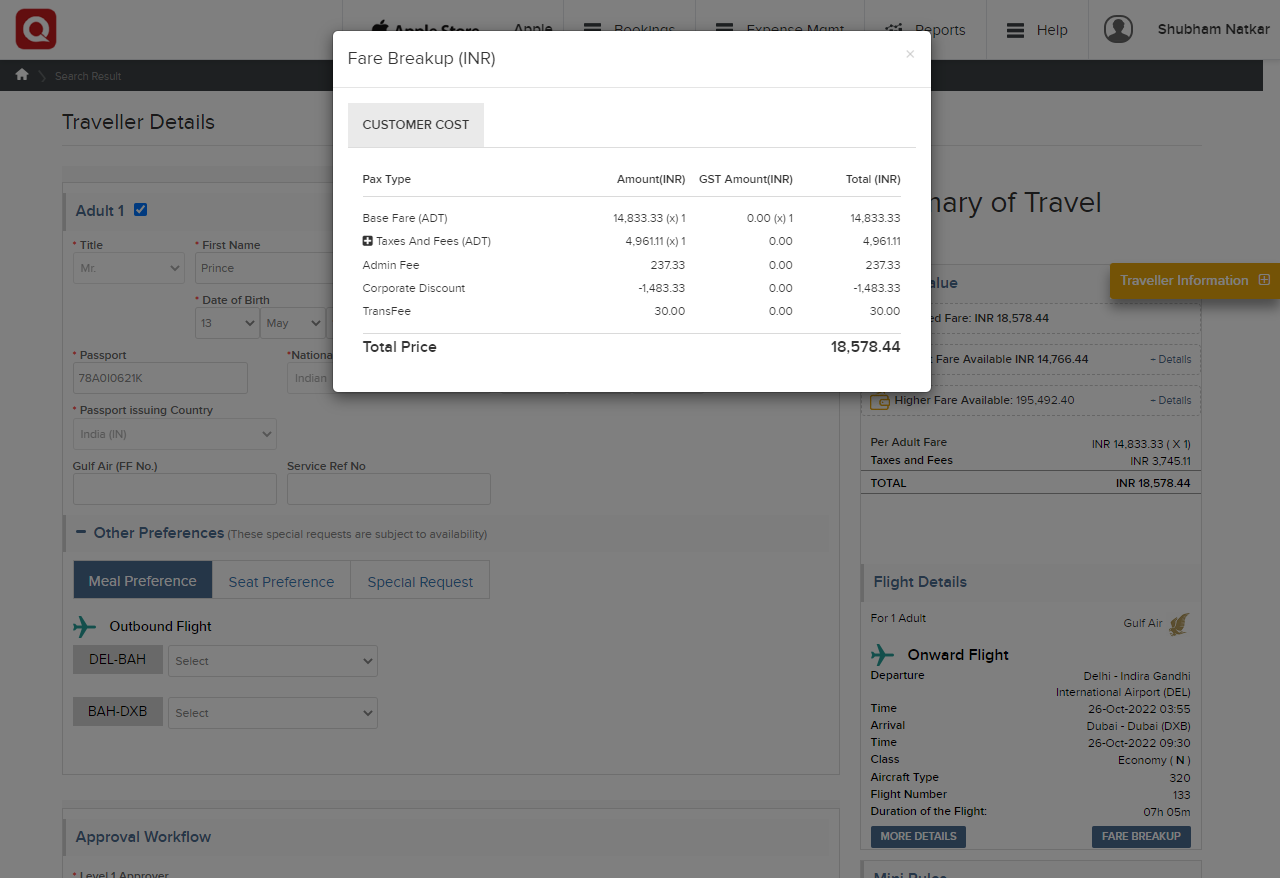 Apple Store Apple Bookings Expense Mgmt Reports Help Shubham Natkar
Search Result
Fare Breakup (INR) ×
CUSTOMER COST
Pax Type Amount(INR) GST Amount(INR) Total (INR)
Base Fare (ADT) 14,833.33 (x) 1 0.00 (x) 1 14,833.33
Taxes And Fees (ADT) 4,961.11 (x) 1 0.00 4,961.11
Admin Fee 237.33 0.00 237.33
Corporate Discount -1,483.33 0.00 -1,483.33
TransFee 30.00 0.00 30.00
Total Price 18,578.44
Traveller Details
Adult 1
* Title * First Name
Mr. Prince
* Date of Birth
13 May
* Passport *Nationa
78A0I0621K Indian
* Passport issuing Country
India (IN)
Gulf Air (FF No.) Service Ref No
− Other Preferences (These special requests are subject to availability)
Meal Preference Seat Preference Special Request
Outbound Flight
DEL-BAH Select
BAH-DXB Select
Approval Workflow
* Level 1 Approver
mary of Travel
Traveller Information
alue
ed Fare: INR 18,578.44
Fare Available INR 14,766.44 - Details
Higher Fare Available: 195,492.40 - Details
Per Adult Fare INR 14,833.33 ( X 1)
Taxes and Fees INR 3,745.11
TOTAL INR 18,578.44
Flight Details
For 1 Adult Gulf Air
Onward Flight
Departure Delhi - Indira Gandhi
International Airport (DEL)
Time 26-Oct-2022 03:55
Arrival Dubai - Dubai (DXB)
Time 26-Oct-2022 09:30
Class Economy ( N )
Aircraft Type 320
Flight Number 133
Duration of the Flight: 07h 05m
MORE DETAILS FARE BREAKUP
Mini Rules